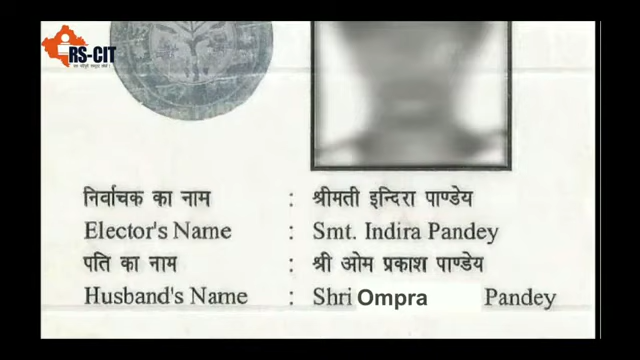 RS-CIT
निर्वाचक का नाम : श्रीमती इन्दिरा पाण्डेय
Elector's Name : Smt. Indira Pandey
पति का नाम : श्री ओम प्रकाश पाण्डेय
Husband's Name : Shri Ompra Pandey